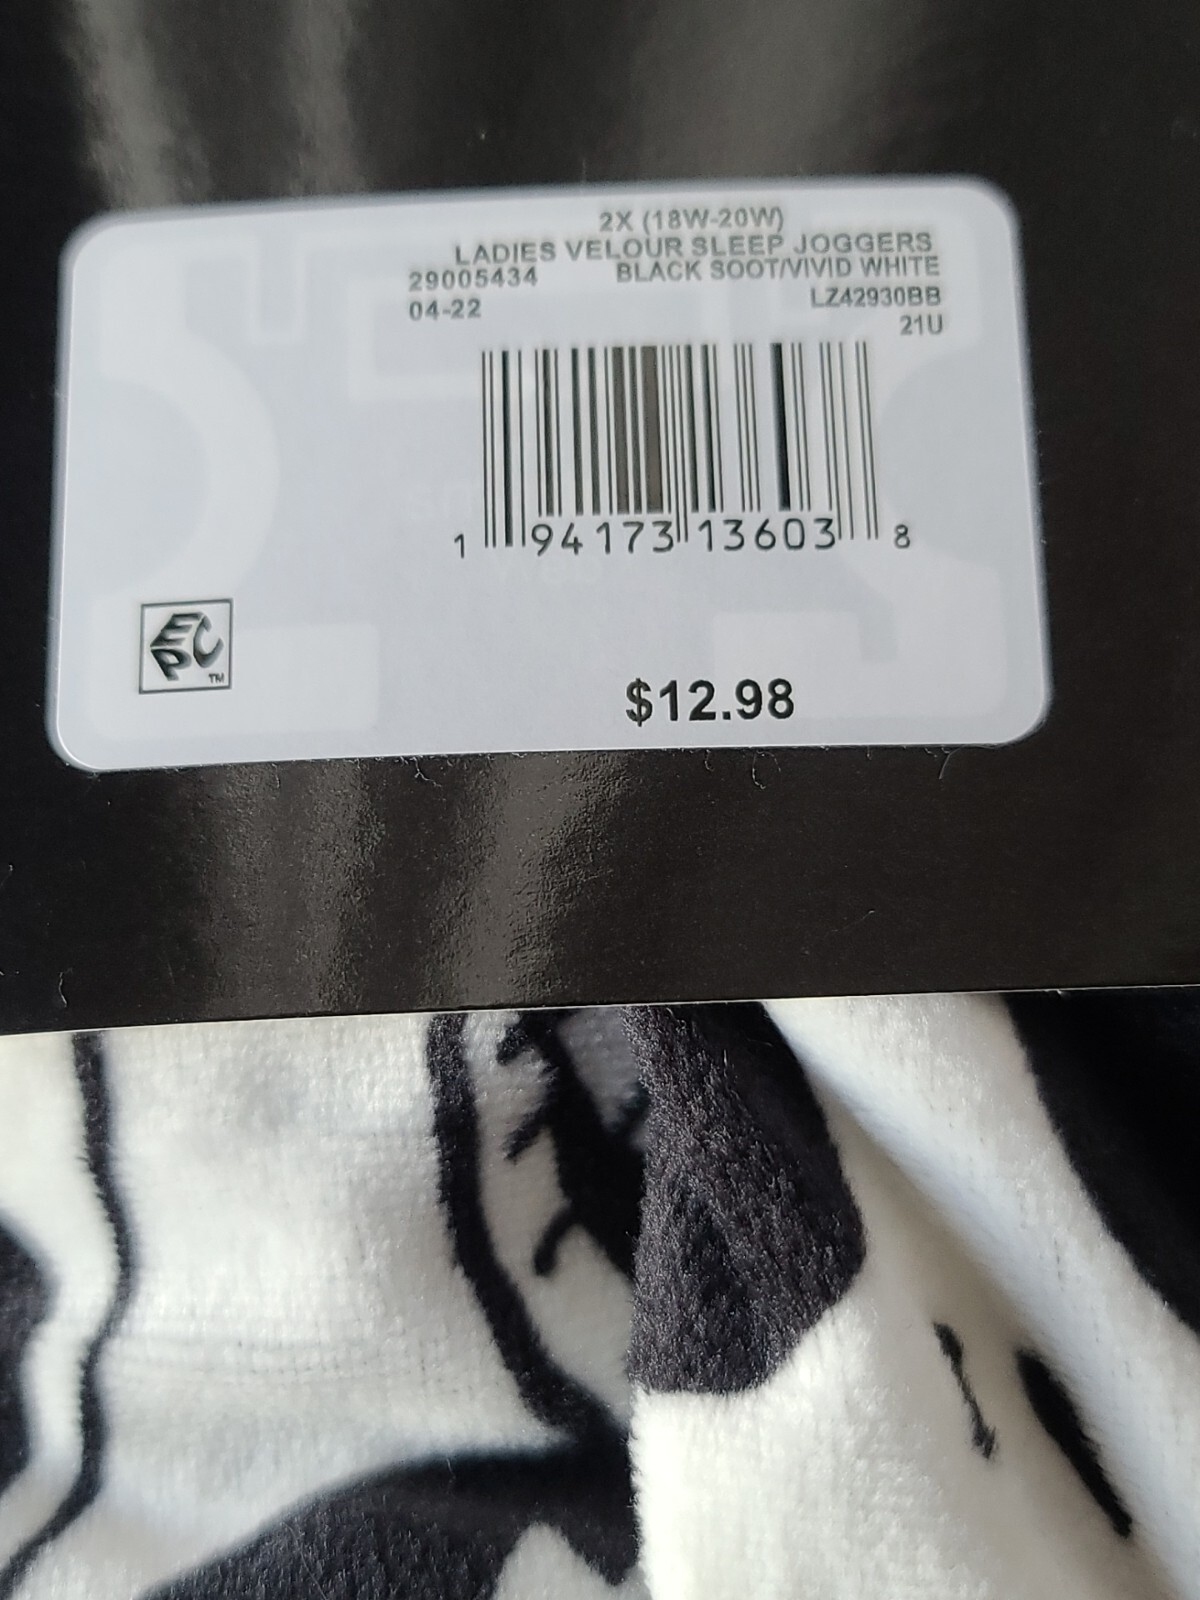 2X (18W-20W)
LADIES VELOUR SLEEP JOGGERS
29005434 BLACK SOOT/VIVID WHITE
04-22 LZ42930BB
21U
1 94173 13603 8
EPC™
$12.98